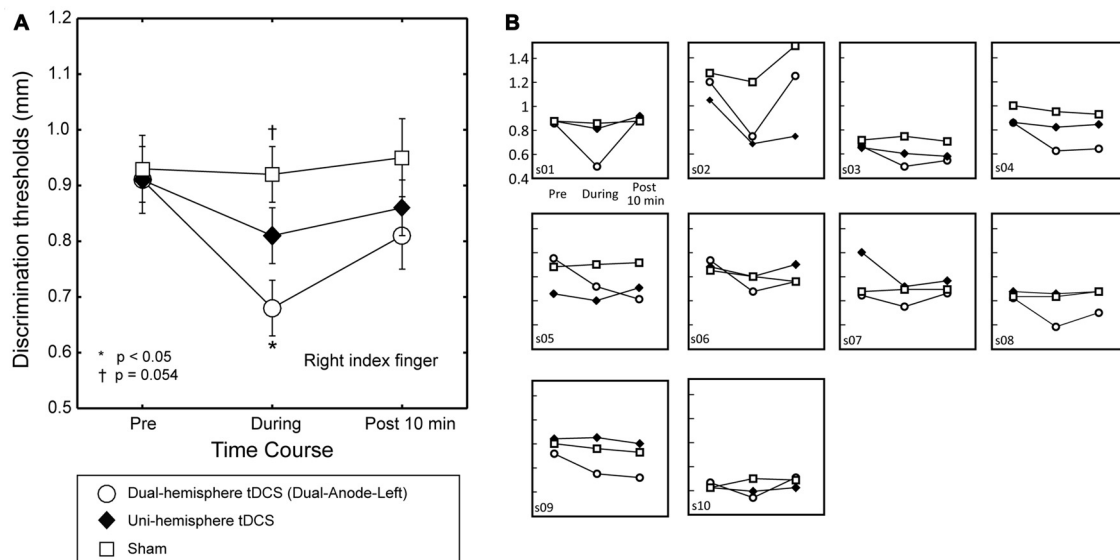 A
1.2
1.1
1.0
0.9
0.8
0.7
0.6
0.5
Discrimination thresholds (mm)
†
*
* p < 0.05
† p = 0.054
Right index finger
Pre During Post 10 min
Time Course
Dual-hemisphere tDCS (Dual-Anode-Left)
Uni-hemisphere tDCS
Sham
B
1.4
1.2
1
0.8
0.6
0.4
s01
Pre During Post
10 min
s02
s03
s04
s05
s06
s07
s08
s09
s10